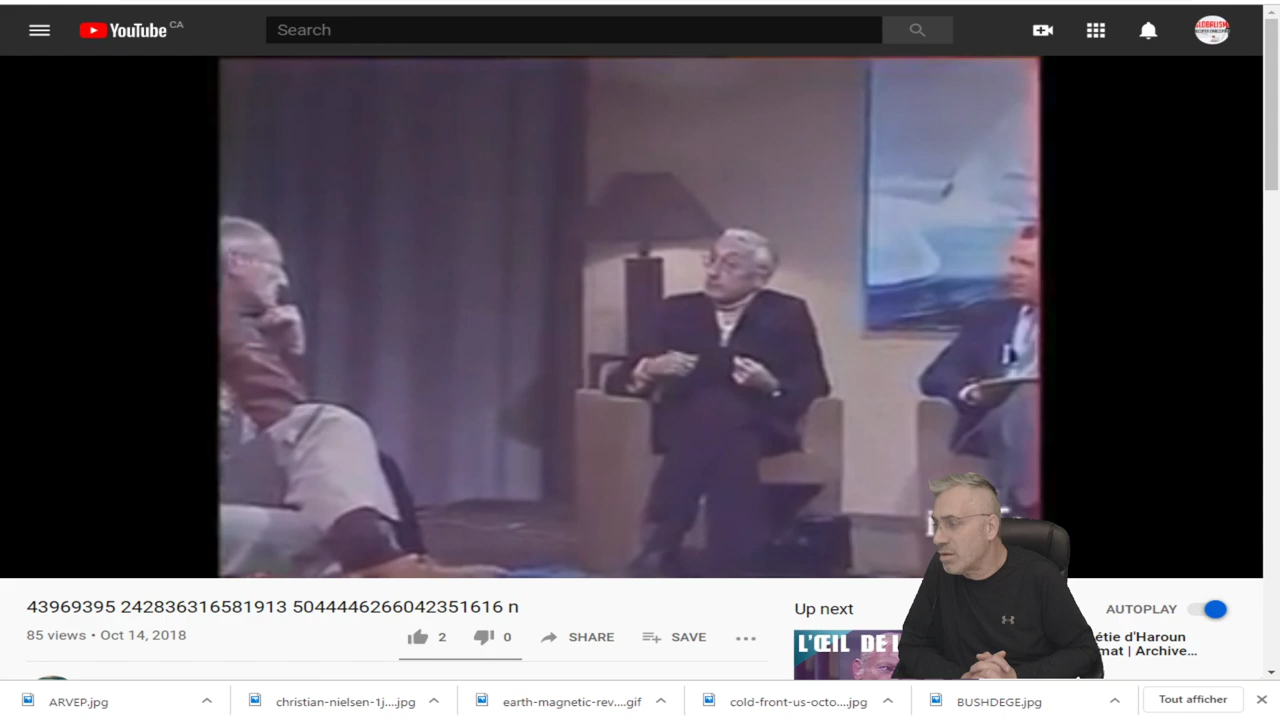 YouTube CA
Search
GLOBALISM
43969395 242836316581913 5044446266042351616 n
85 views • Oct 14, 2018
2
0
SHARE
SAVE
Up next
AUTOPLAY
L'ŒIL DE L
étie d'Haroun
mat | Archive...
ARVEP.jpg
christian-nielsen-1j....jpg
earth-magnetic-rev....gif
cold-front-us-octo....jpg
BUSHDEGE.jpg
Tout afficher